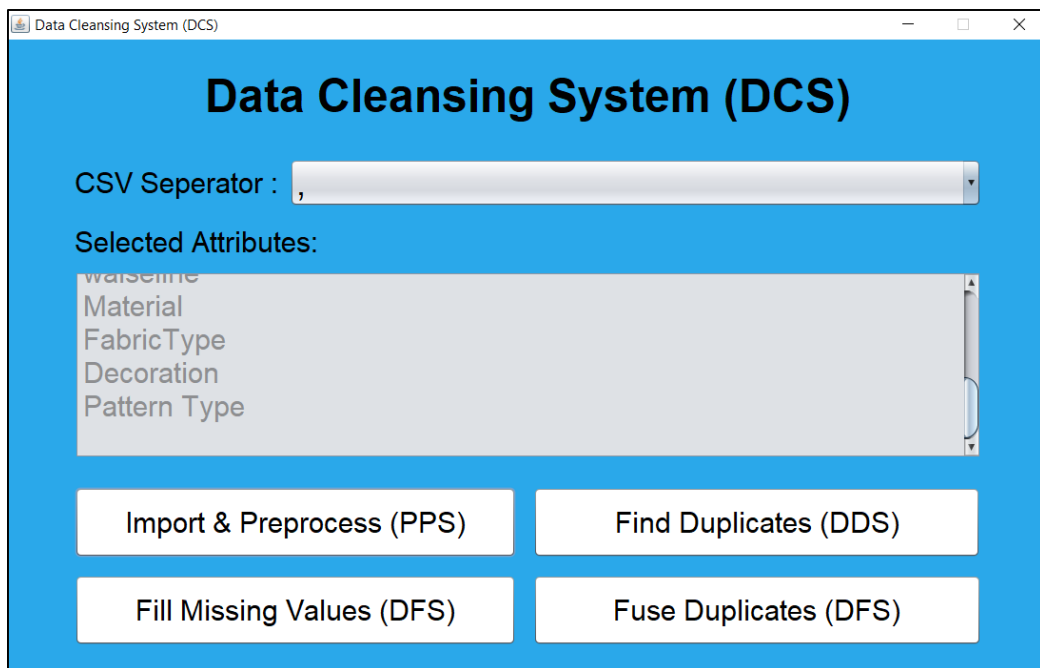 Data Cleansing System (DCS)
Data Cleansing System (DCS)
CSV Seperator : ,
Selected Attributes:
waiseline
Material
FabricType
Decoration
Pattern Type
Import & Preprocess (PPS) Find Duplicates (DDS)
Fill Missing Values (DFS) Fuse Duplicates (DFS)